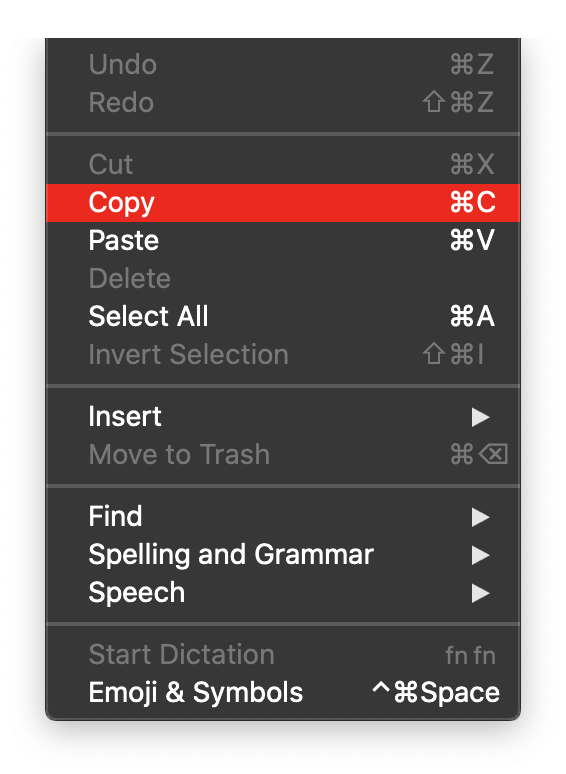 Undo ⌘Z
Redo ⇧⌘Z
Cut ⌘X
Copy ⌘C
Paste ⌘V
Delete
Select All ⌘A
Invert Selection ⇧⌘I
Insert ▶
Move to Trash ⌘⌫
Find ▶
Spelling and Grammar ▶
Speech ▶
Start Dictation fn fn
Emoji & Symbols ^⌘Space